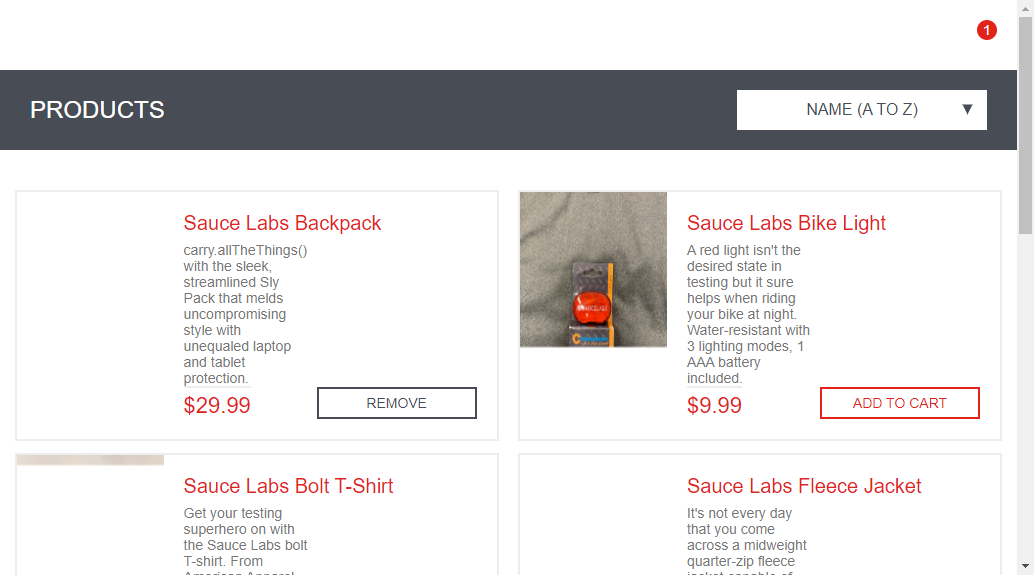 1
PRODUCTS
NAME (A TO Z)
Sauce Labs Backpack
carry.allTheThings()
with the sleek,
streamlined Sly
Pack that melds
uncompromising
style with
unequaled laptop
and tablet
protection.
$29.99
REMOVE
Sauce Labs Bike Light
A red light isn't the
desired state in
testing but it sure
helps when riding
your bike at night.
Water-resistant with
3 lighting modes, 1
AAA battery
included.
$9.99
ADD TO CART
Sauce Labs Bolt T-Shirt
Get your testing
superhero on with
the Sauce Labs bolt
T-shirt. From
American Apparel,
Sauce Labs Fleece Jacket
It's not every day
that you come
across a midweight
quarter-zip fleece
jacket capable of